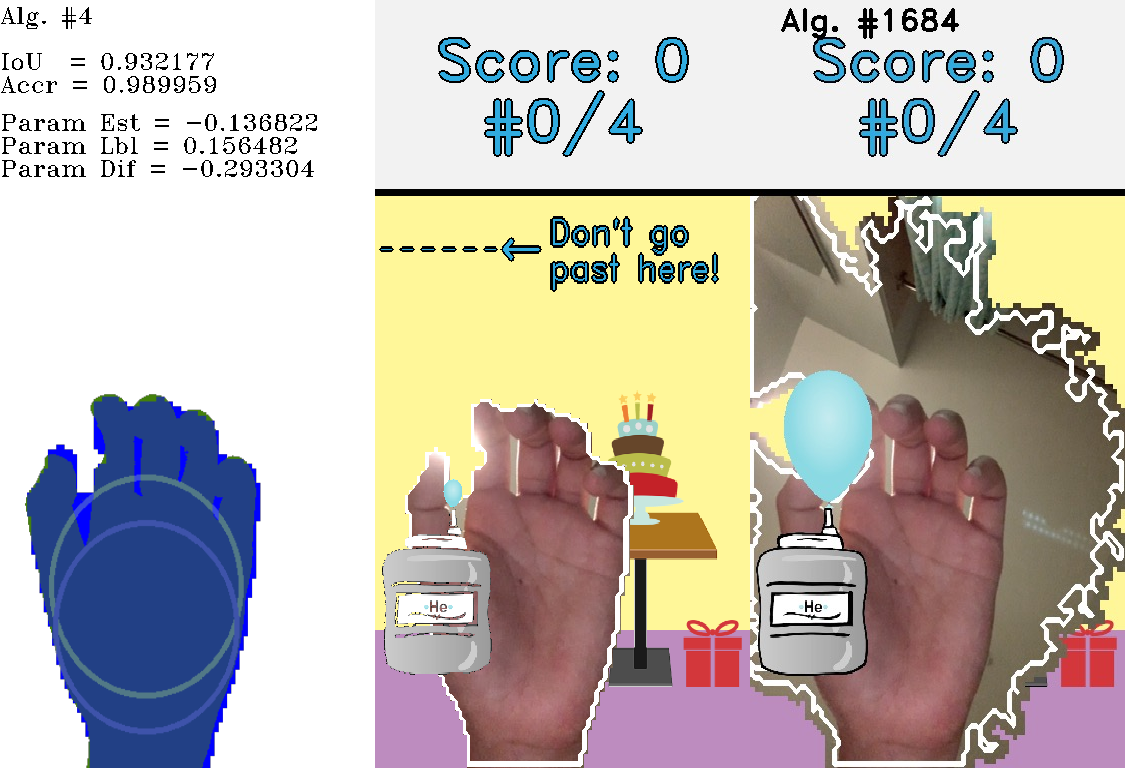 Alg. #4
IoU = 0.932177
Accr = 0.989959
Param Est = -0.136822
Param Lbl = 0.156482
Param Dif = -0.293304
Score: 0
#0/4
Don't go
past here!
He
Alg. #1684
Score: 0
#0/4
He